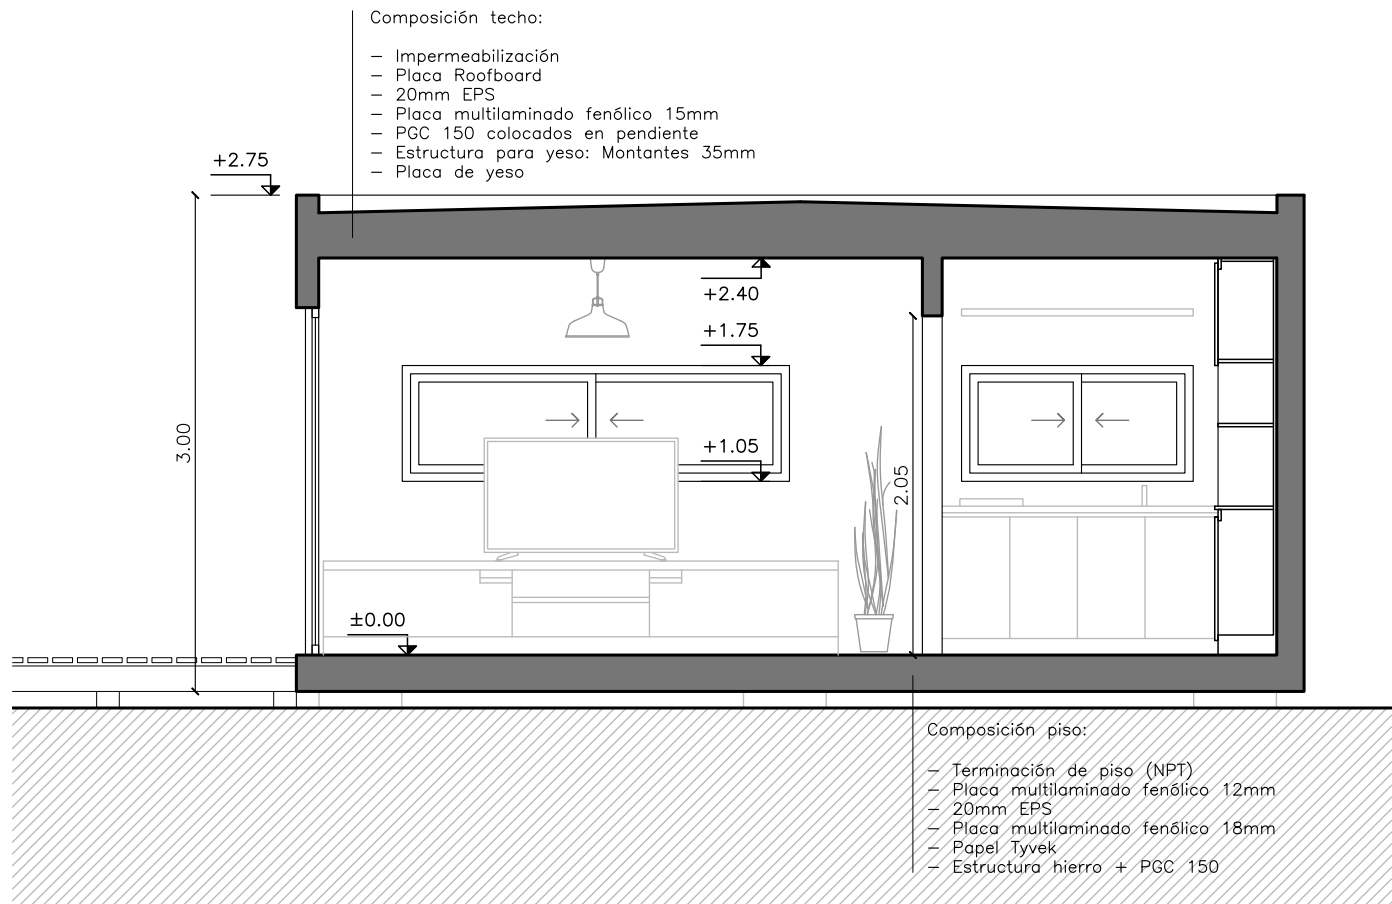 Composición techo:
– Impermeabilización
– Placa Roofboard
– 20mm EPS
– Placa multilaminado fenólico 15mm
– PGC 150 colocados en pendiente
– Estructura para yeso: Montantes 35mm
– Placa de yeso
+2.75
+2.40
+1.75
+1.05
3.00
2.05
±0.00
Composición piso:
– Terminación de piso (NPT)
– Placa multilaminado fenólico 12mm
– 20mm EPS
– Placa multilaminado fenólico 18mm
– Papel Tyvek
– Estructura hierro + PGC 150